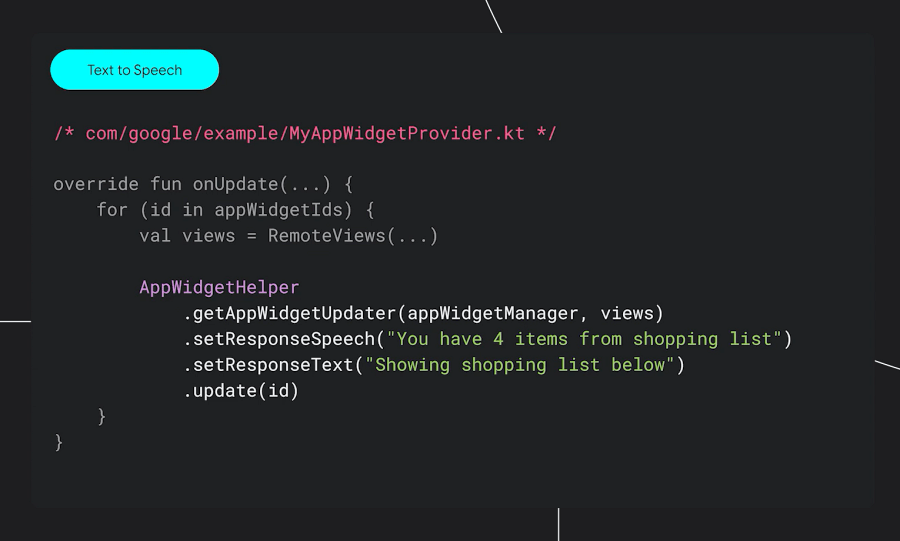 Text to Speech
/* com/google/example/MyAppWidgetProvider.kt */
override fun onUpdate(...) {
    for (id in appWidgetIds) {
        val views = RemoteViews(...)
        AppWidgetHelper
            .getAppWidgetUpdater(appWidgetManager, views)
            .setResponseSpeech("You have 4 items from shopping list")
            .setResponseText("Showing shopping list below")
            .update(id)
    }
}